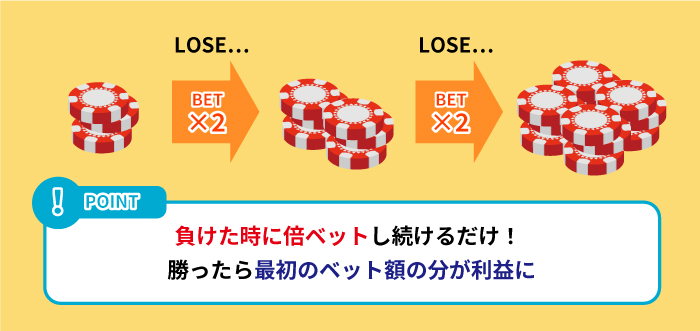 LOSE...
LOSE...
BET
×2
BET
×2
! POINT
負けた時に倍ベットし続けるだけ！
勝ったら最初のベット額の分が利益に